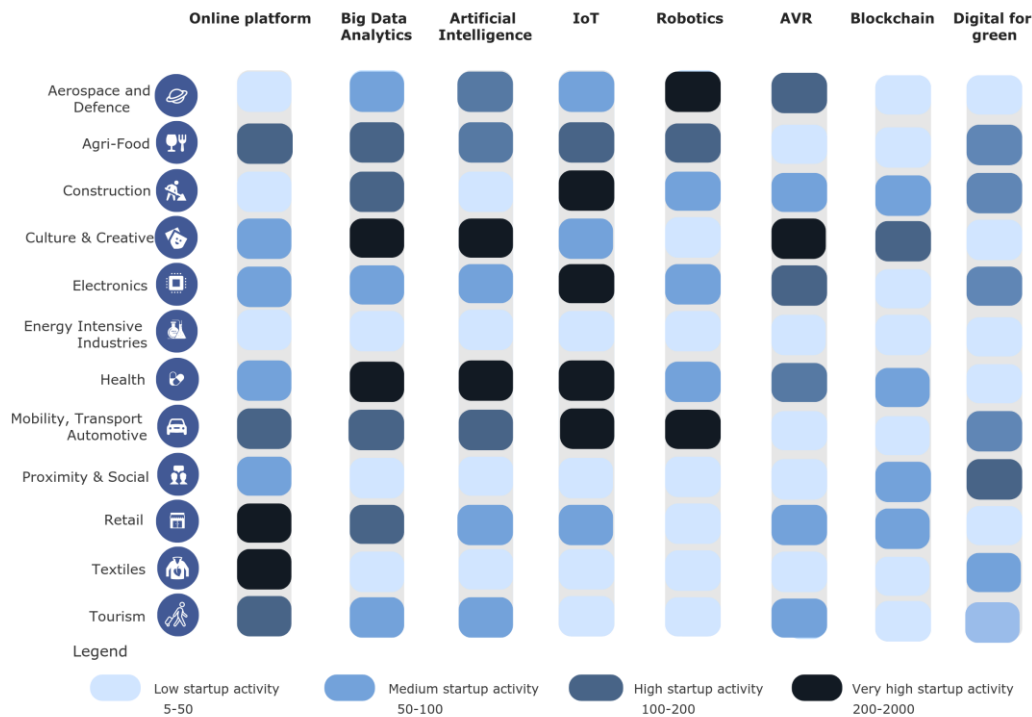 Online platform
Big Data
Analytics
Artificial
Intelligence
IoT
Robotics
AVR
Blockchain
Digital for
green
Aerospace and
Defence
Agri-Food
Construction
Culture & Creative
Electronics
Energy Intensive
Industries
Health
Mobility, Transport
Automotive
Proximity & Social
Retail
Textiles
Tourism
Legend
Low startup activity
5-50
Medium startup activity
50-100
High startup activity
100-200
Very high startup activity
200-2000